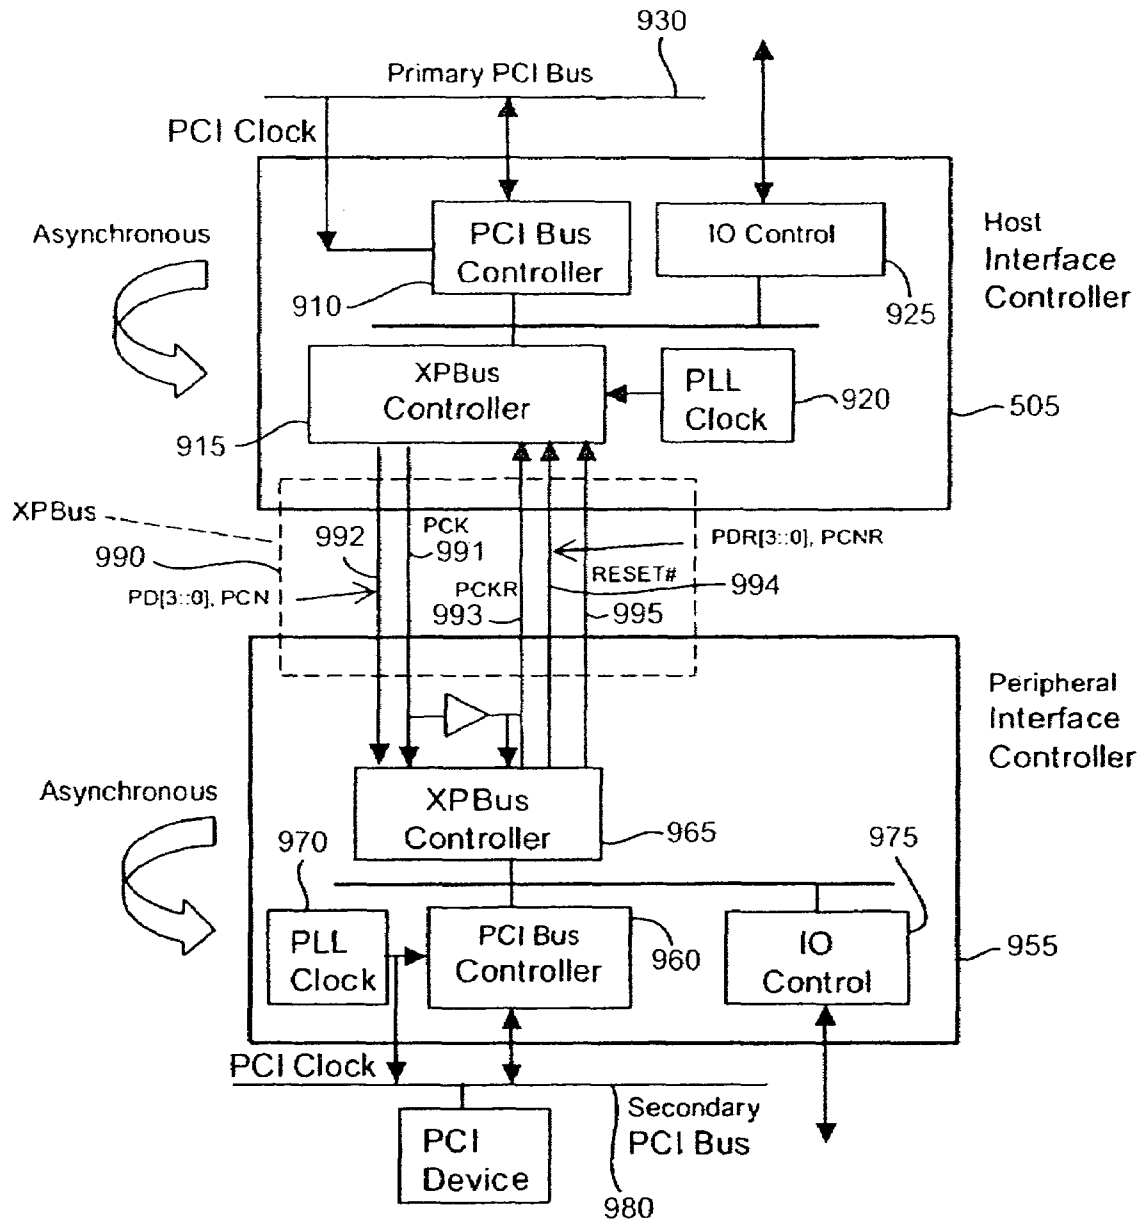 930
Primary PCI Bus
PCI Clock
Asynchronous
PCI Bus
Controller
910
IO Control
925
Host
Interface
Controller
XPBus
Controller
915
PLL
Clock
920
505
XPBus
990
992
PCK
991
PD[3::0], PCN
PCKR
993
PDR[3::0], PCNR
RESET#
994
995
Peripheral
Interface
Controller
Asynchronous
XPBus
Controller
965
970
PLL
Clock
PCI Bus
Controller
960
975
IO
Control
955
PCI Clock
Secondary
PCI Bus
PCI
Device
980